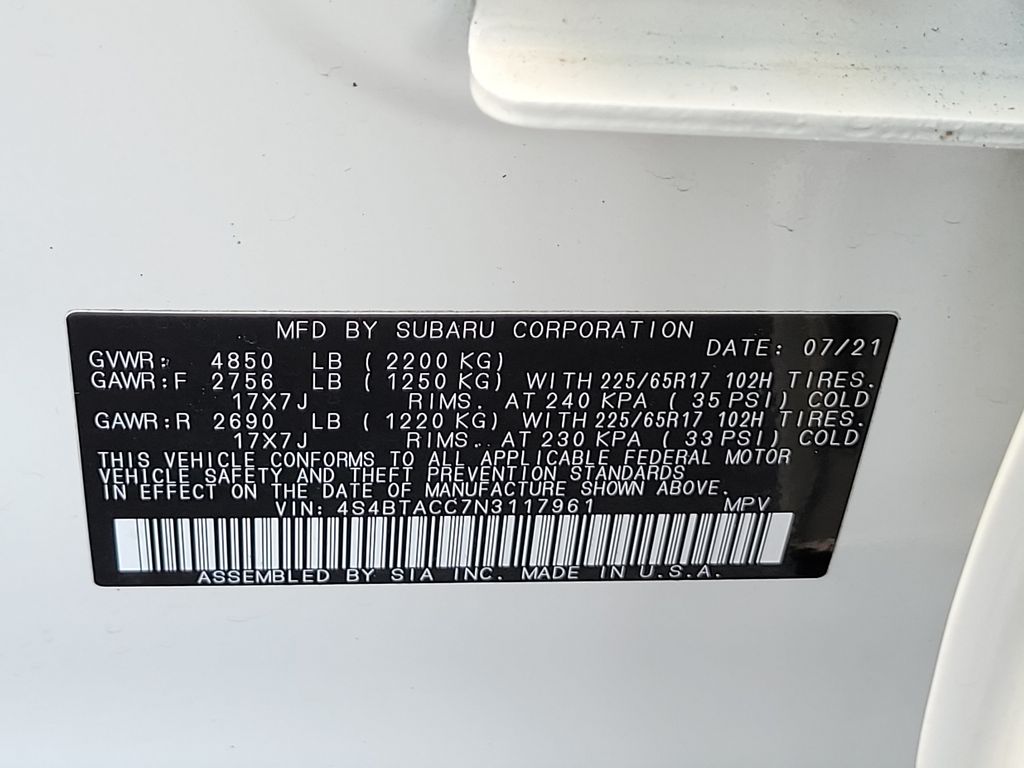 MFD BY SUBARU CORPORATION
DATE: 07/21
GVWR: 4850 LB ( 2200 KG)
GAWR:F 2756 LB ( 1250 KG) WITH 225/65R17 102H TIRES.
17X7J RIMS. AT 240 KPA ( 35 PSI) COLD
GAWR:R 2690 LB ( 1220 KG) WITH 225/65R17 102H TIRES.
17X7J RIMS. AT 230 KPA ( 33 PSI) COLD
THIS VEHICLE CONFORMS TO ALL APPLICABLE FEDERAL MOTOR
VEHICLE SAFETY AND THEFT PREVENTION STANDARDS
IN EFFECT ON THE DATE OF MANUFACTURE SHOWN ABOVE.
VIN: 4S4BTACC7N3117961 MPV
ASSEMBLED BY SIA INC. MADE IN U.S.A.